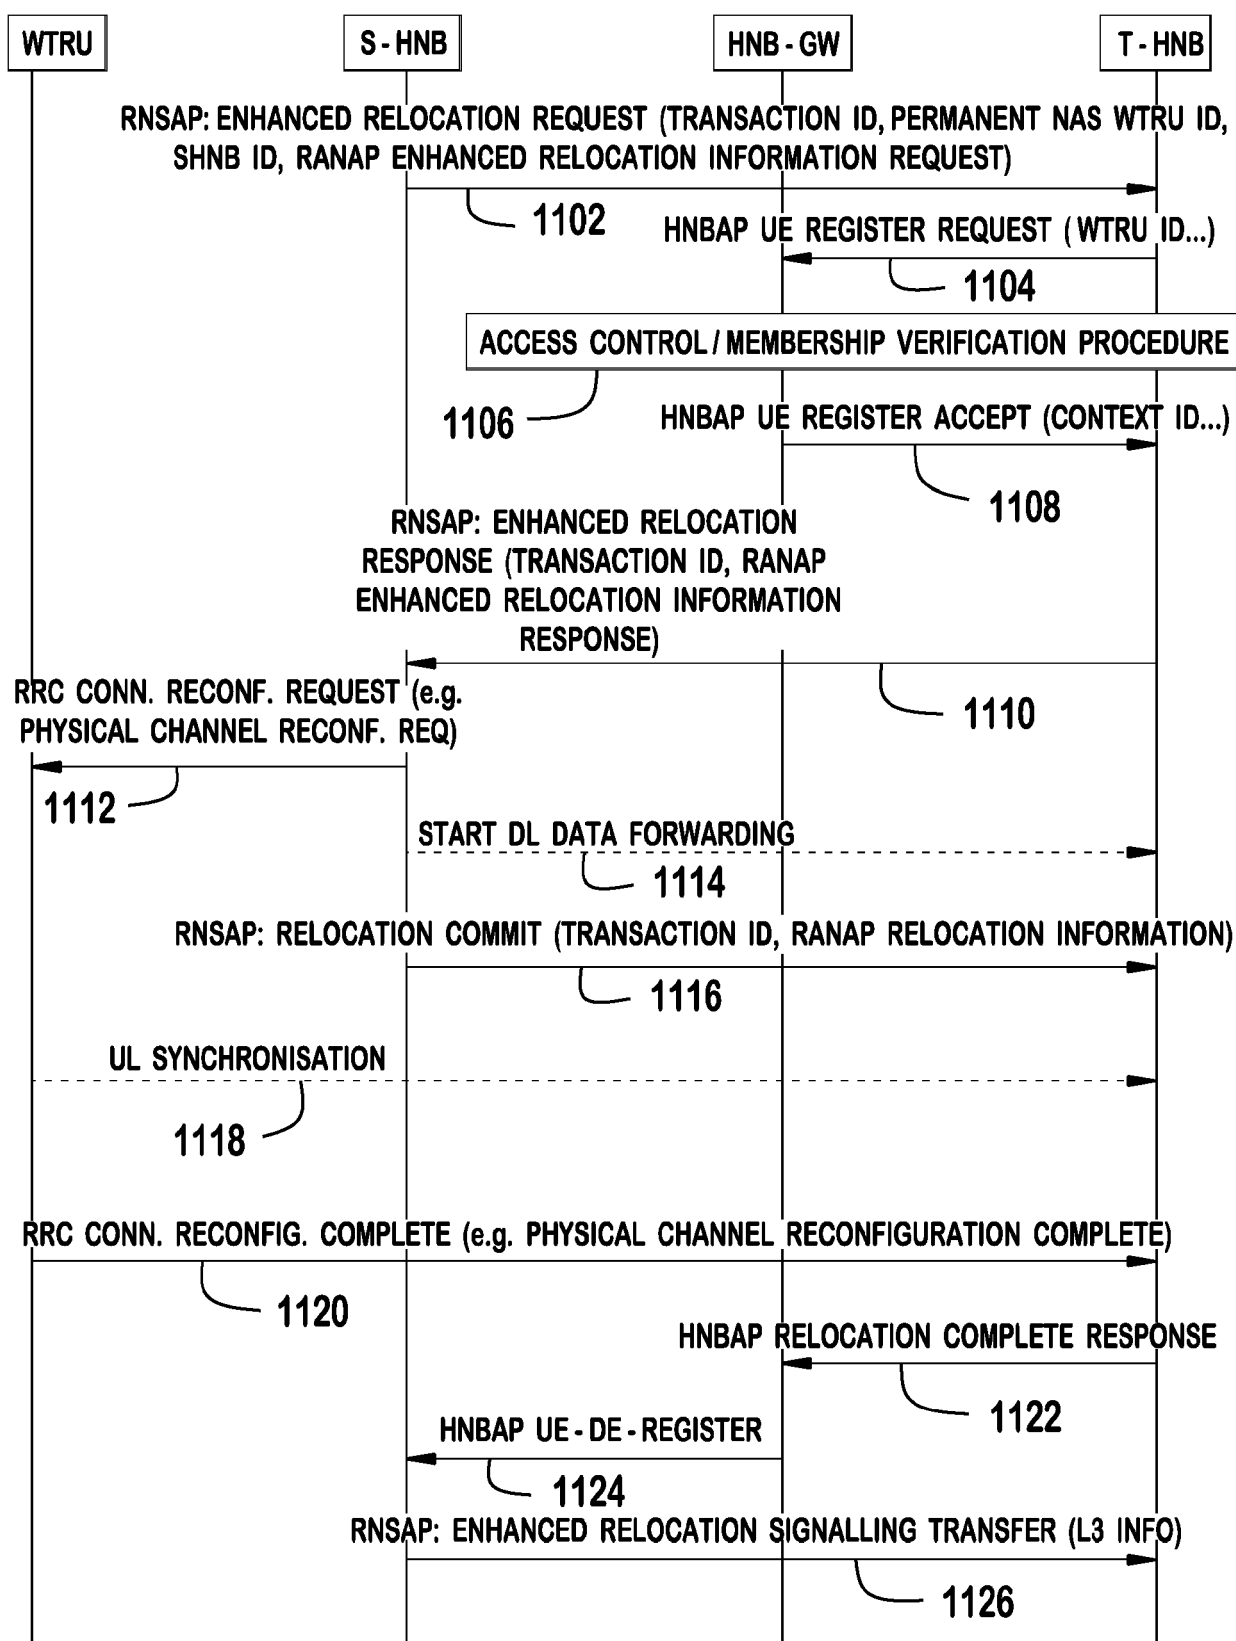 WTRU
S-HNB
HNB-GW
T-HNB
RNSAP: ENHANCED RELOCATION REQUEST (TRANSACTION ID, PERMANENT NAS WTRU ID,
SHNB ID, RANAP ENHANCED RELOCATION INFORMATION REQUEST)
1102
HNBAP UE REGISTER REQUEST (WTRU ID...)
1104
ACCESS CONTROL/MEMBERSHIP VERIFICATION PROCEDURE
1106
HNBAP UE REGISTER ACCEPT (CONTEXT ID...)
1108
RNSAP: ENHANCED RELOCATION
RESPONSE (TRANSACTION ID, RANAP
ENHANCED RELOCATION INFORMATION
RESPONSE)
1110
RRC CONN. RECONF. REQUEST (e.g.
PHYSICAL CHANNEL RECONF. REQ)
1112
START DL DATA FORWARDING
1114
RNSAP: RELOCATION COMMIT (TRANSACTION ID, RANAP RELOCATION INFORMATION)
1116
UL SYNCHRONISATION
1118
RRC CONN. RECONFIG. COMPLETE (e.g. PHYSICAL CHANNEL RECONFIGURATION COMPLETE)
1120
HNBAP RELOCATION COMPLETE RESPONSE
1122
HNBAP UE-DE-REGISTER
1124
RNSAP: ENHANCED RELOCATION SIGNALLING TRANSFER (L3 INFO)
1126